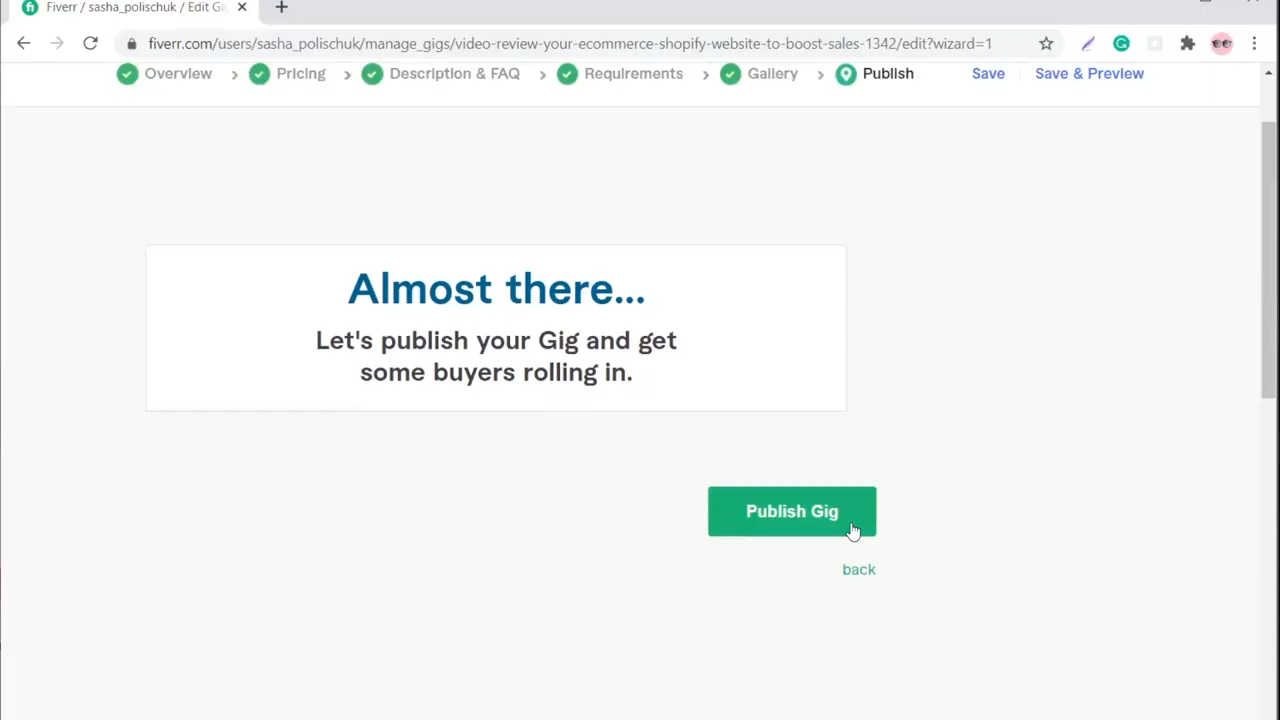 Fiverr / sasha_polischuk / Edit Gi
fiverr.com/users/sasha_polischuk/manage_gigs/video-review-your-ecommerce-shopify-website-to-boost-sales-1342/edit?wizard=1
Overview > Pricing > Description & FAQ > Requirements > Gallery > Publish Save Save & Preview
Almost there...
Let's publish your Gig and get
some buyers rolling in.
Publish Gig
back